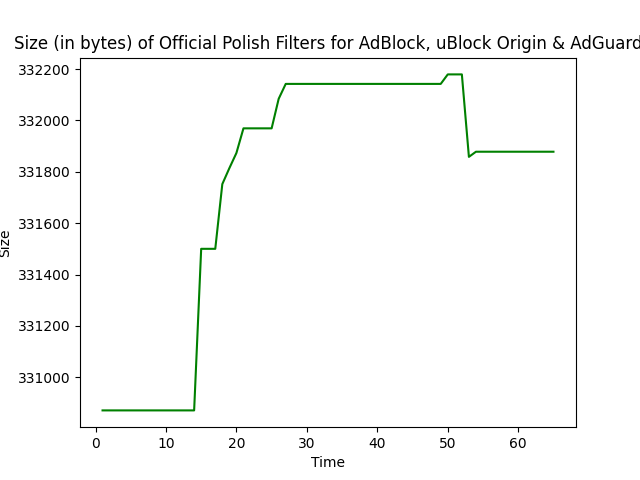 Size (in bytes) of Official Polish Filters for AdBlock, uBlock Origin & AdGuard
332200
332000
331800
331600
331400
331200
331000
Size
0 10 20 30 40 50 60
Time